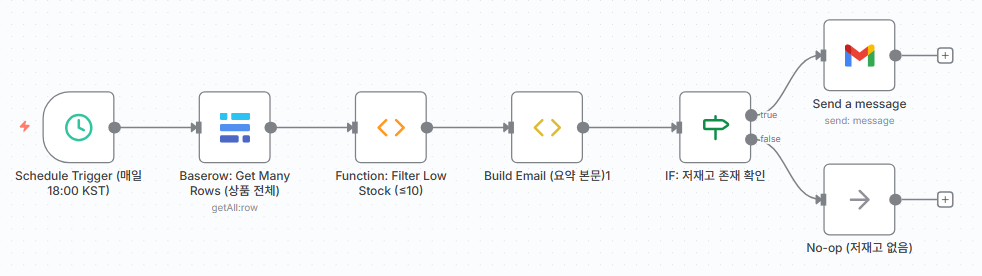 true
Send a message
send: message
false
Schedule Trigger (매일
18:00 KST)
Baserow: Get Many
Rows (상품 전체)
getAll:row
Function: Filter Low
Stock (≤10)
Build Email (요약 본문)1
IF: 저재고 존재 확인
No-op (저재고 없음)